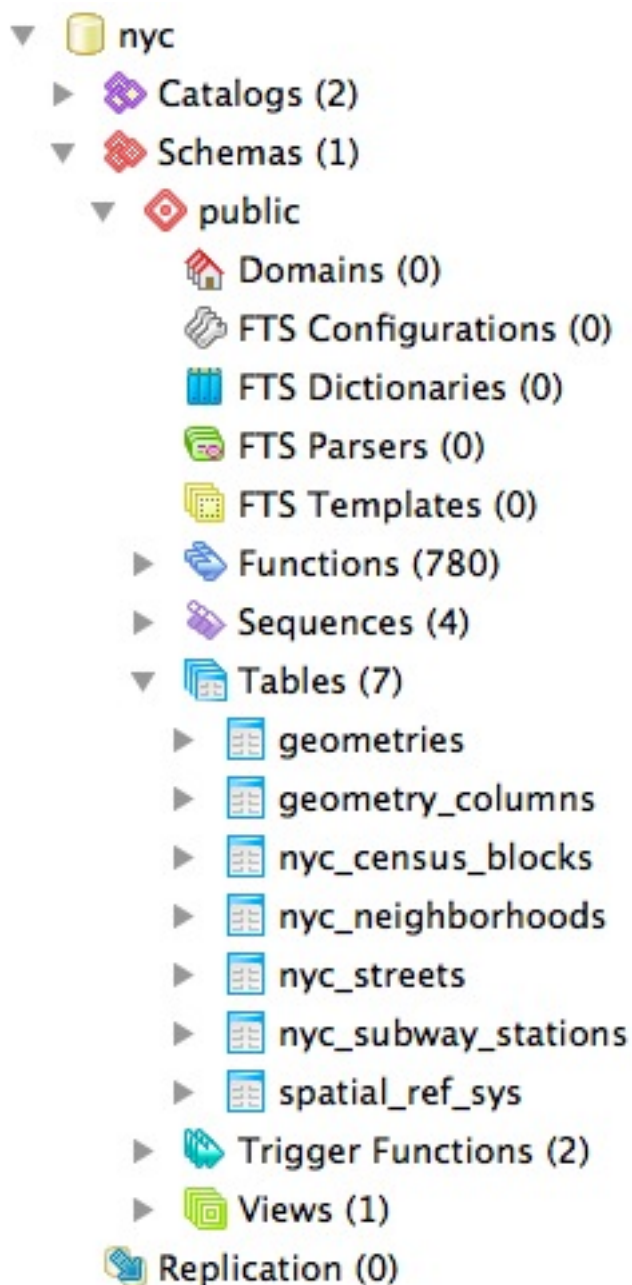 nyc
Catalogs (2)
Schemas (1)
public
Domains (0)
FTS Configurations (0)
FTS Dictionaries (0)
FTS Parsers (0)
FTS Templates (0)
Functions (780)
Sequences (4)
Tables (7)
geometries
geometry_columns
nyc_census_blocks
nyc_neighborhoods
nyc_streets
nyc_subway_stations
spatial_ref_sys
Trigger Functions (2)
Views (1)
Replication (0)